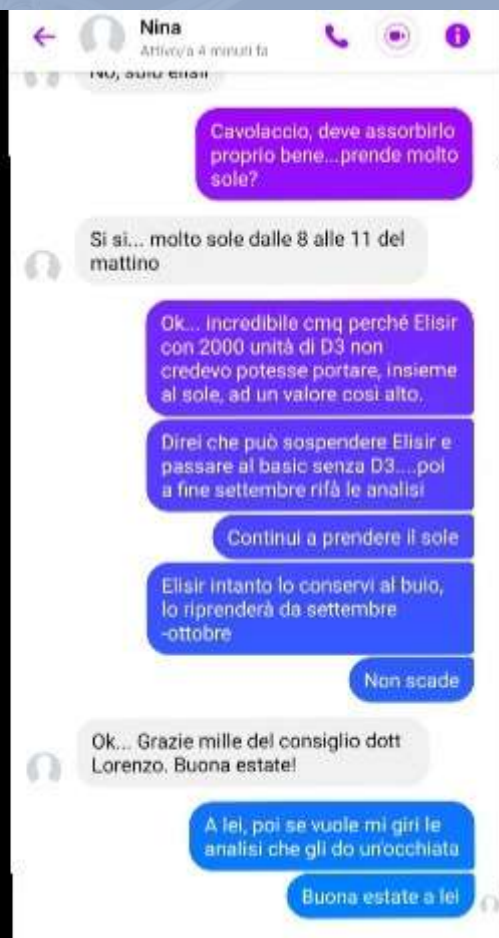 Nina
Attivo/a 4 minuti fa
No, solo elisir
Cavolaccio, deve assorbirlo
proprio bene...prende molto
sole?
Si si... molto sole dalle 8 alle 11 del
mattino
Ok... incredibile cmq perché Elisir
con 2000 unità di D3 non
credevo potesse portare, insieme
al sole, ad un valore così alto.
Direi che può sospendere Elisir e
passare al basic senza D3....poi
a fine settembre rifà le analisi
Continui a prendere il sole
Elisir intanto lo conservi al buio,
lo riprenderà da settembre
-ottobre
Non scade
Ok... Grazie mille del consiglio dott
Lorenzo. Buona estate!
A lei, poi se vuole mi giri le
analisi che gli do un'occhiata
Buona estate a lei